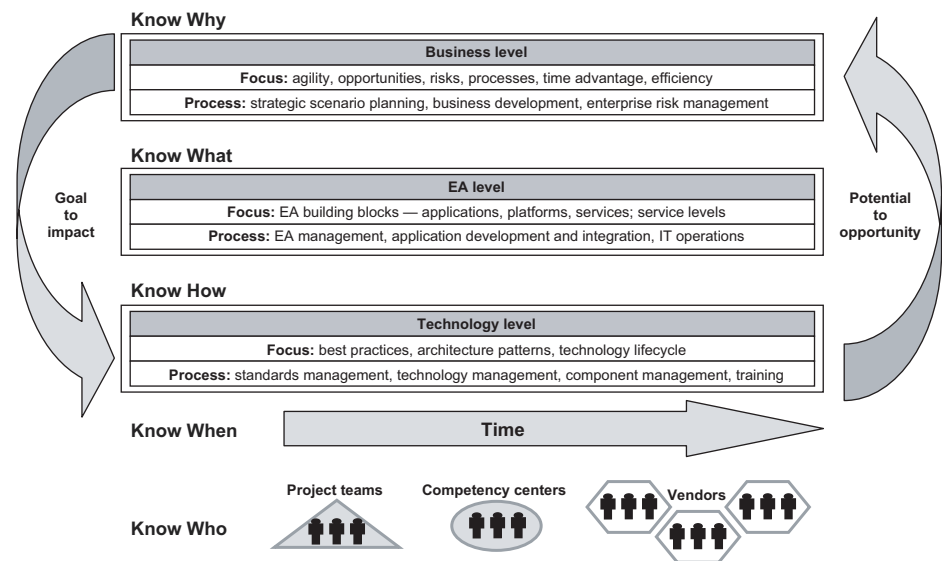 Know Why
Business level
Focus: agility, opportunities, risks, processes, time advantage, efficiency
Process: strategic scenario planning, business development, enterprise risk management
Know What
EA level
Focus: EA building blocks — applications, platforms, services; service levels
Process: EA management, application development and integration, IT operations
Goal
to
impact
Potential
to
opportunity
Know How
Technology level
Focus: best practices, architecture patterns, technology lifecycle
Process: standards management, technology management, component management, training
Know When
Time
Project teams
Competency centers
Vendors
Know Who